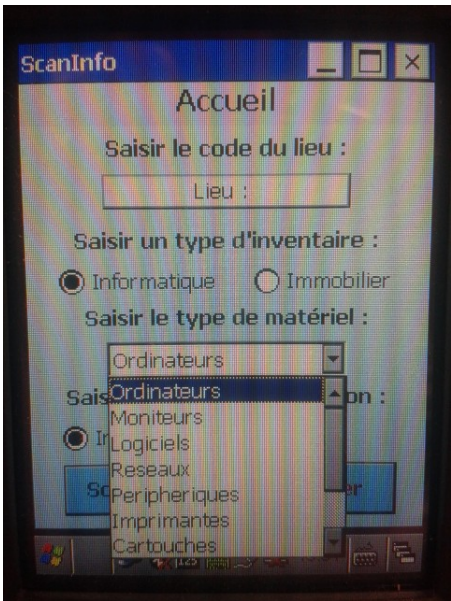 ScanInfo
Accueil
Saisir le code du lieu :
Lieu :
Saisir un type d'inventaire :
Informatique Immobilier
Saisir le type de matériel :
Ordinateurs
Ordinateurs
Moniteurs
Logiciels
Reseaux
Peripheriques
Imprimantes
Cartouches